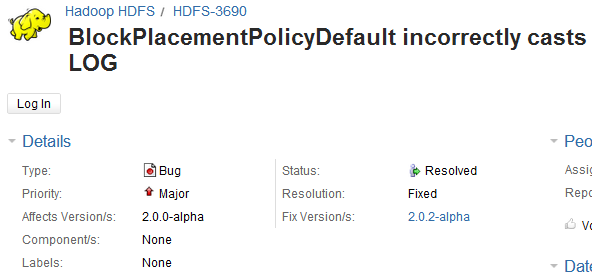 Hadoop HDFS / HDFS-3690
BlockPlacementPolicyDefault incorrectly casts
LOG
Log In
Details
Peo
Type: Bug
Status: Resolved
Assig
Priority: Major
Resolution: Fixed
Repo
Affects Version/s: 2.0.0-alpha
Fix Version/s: 2.0.2-alpha
Vo
Component/s: None
Labels: None
Date